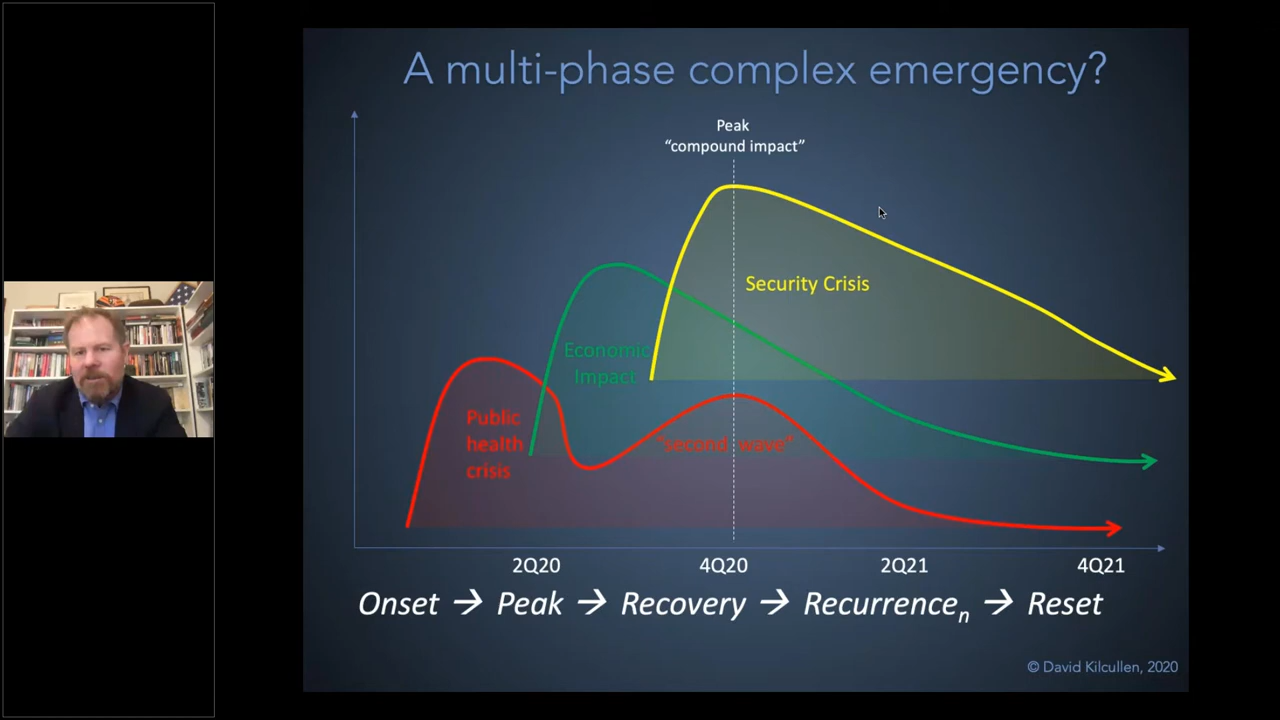 A multi-phase complex emergency?
Peak
“compound impact”
Security Crisis
Economic
Impact
Public
health
crisis
“second wave”
2Q20
4Q20
2Q21
4Q21
Onset → Peak → Recovery → Recurrenceₙ → Reset
© David Kilcullen, 2020